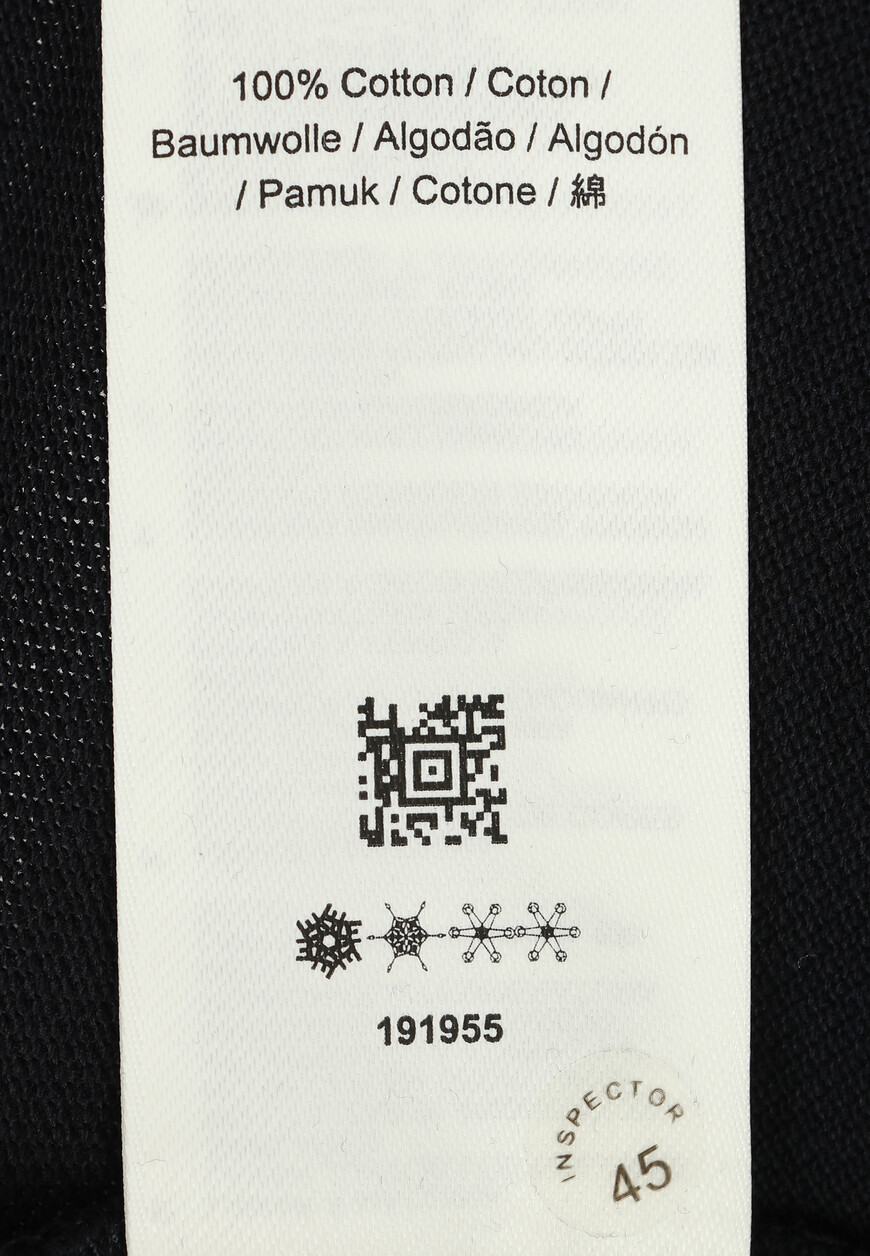 100% Cotton / Coton /
Baumwolle / Algodão / Algodón
/ Pamuk / Cotone / 綿
191955
INSPECTOR
45